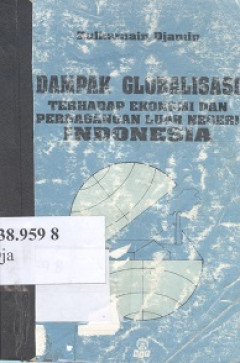 Zulkarnain Djamin
DAMPAK GLOBALISASI
TERHADAP EKONOMI DAN
PERDAGANGAN LUAR NEGERI
INDONESIA
38.959 8
ja